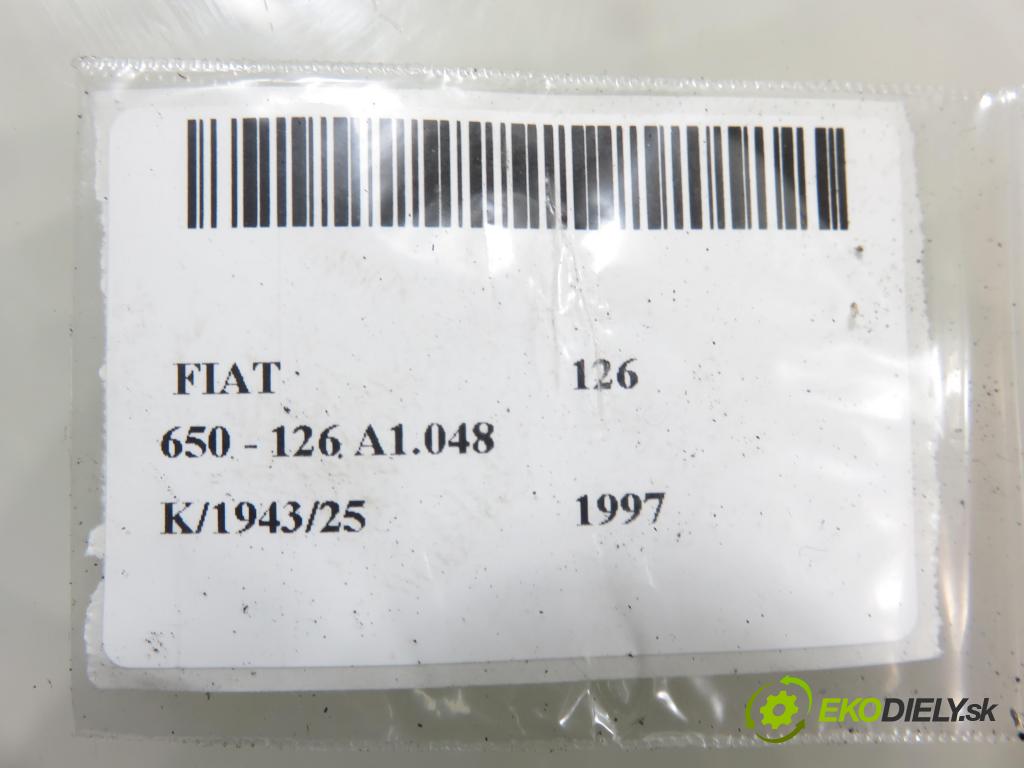 FIAT 126
650 - 126 A1.048
K/1943/25 1997
EKODIELY.sk